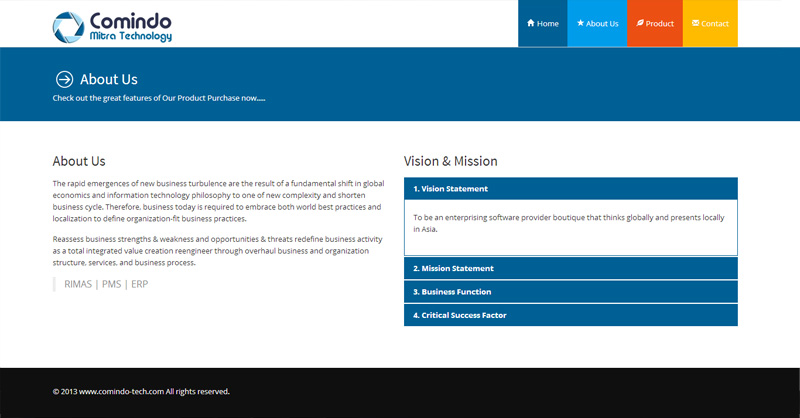 Comindo
Mitra Technology
Home
About Us
Product
Contact
About Us
Check out the great features of Our Product Purchase now.....
About Us
The rapid emergences of new business turbulence are the result of a fundamental shift in global
economics and information technology philosophy to one of new complexity and shorten
business cycle. Therefore, business today is required to embrace both world best practices and
localization to define organization-fit business practices.
Reassess business strengths & weakness and opportunities & threats redefine business activity
as a total integrated value creation reengineer through overhaul business and organization
structure, services, and business process.
RIMAS | PMS | ERP
Vision & Mission
1. Vision Statement
To be an enterprising software provider boutique that thinks globally and presents locally
in Asia.
2. Mission Statement
3. Business Function
4. Critical Success Factor
© 2013 www.comindo-tech.com All rights reserved.